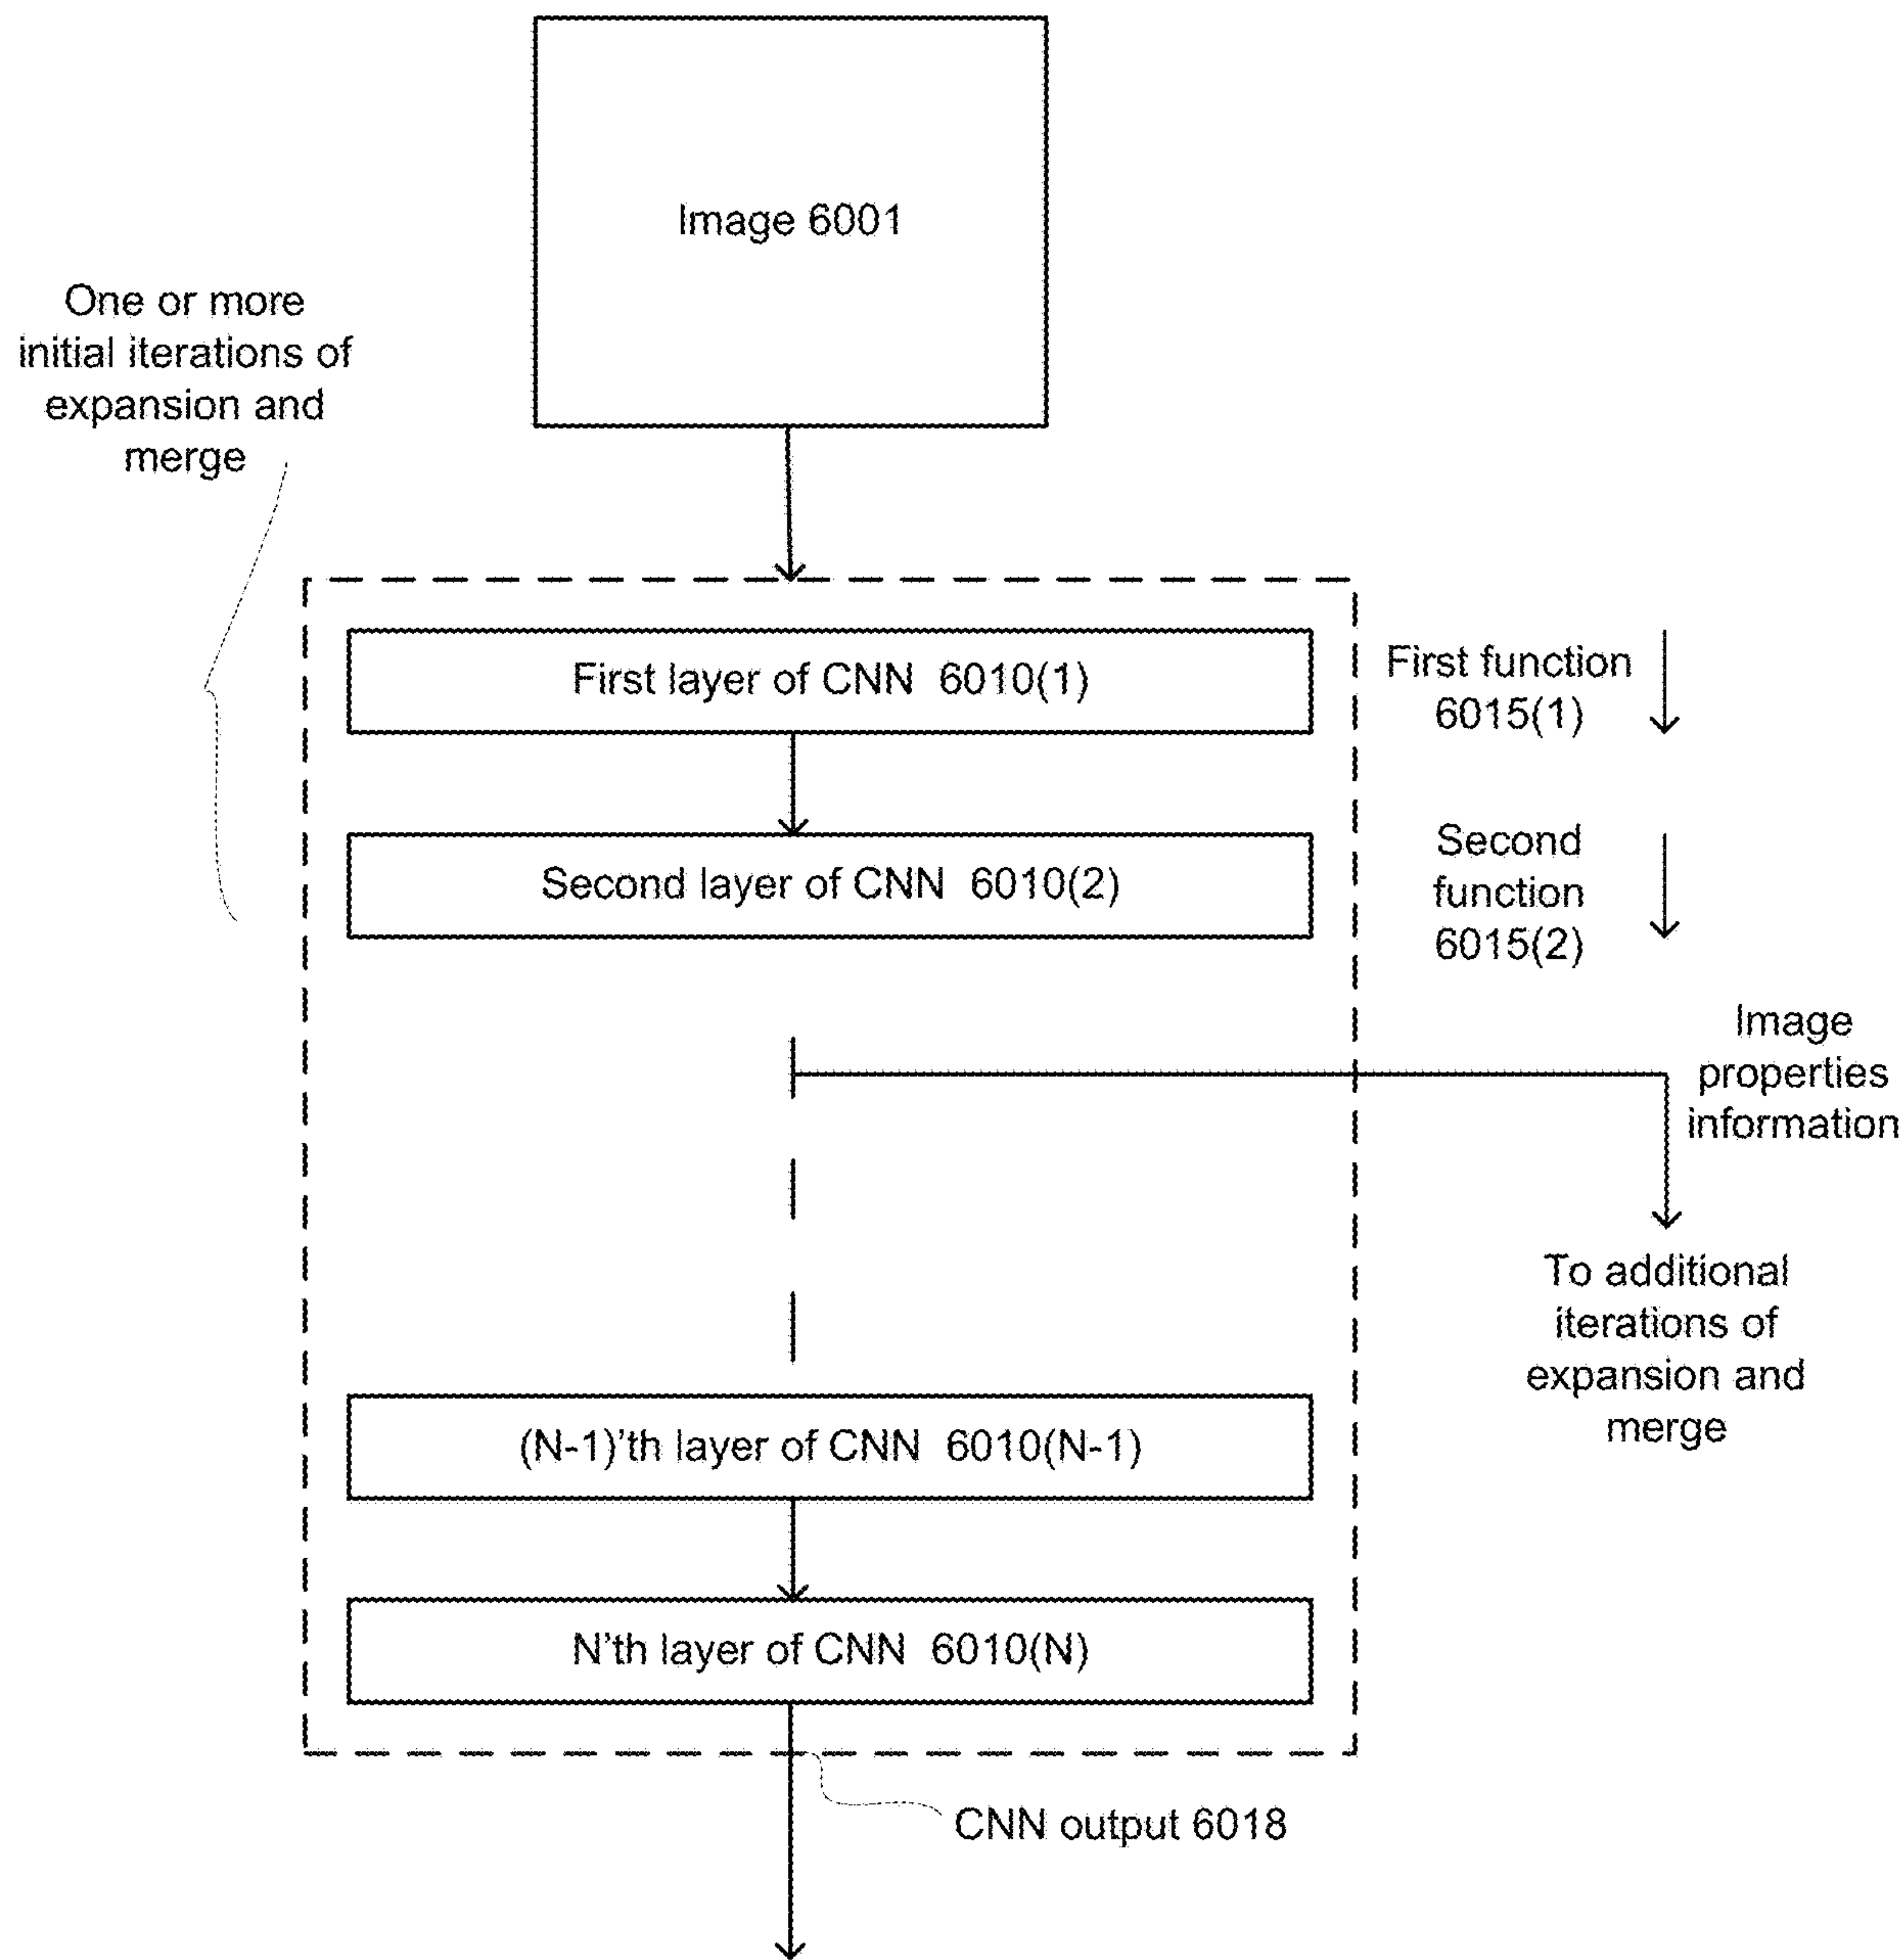 Image 6001
One or more
initial iterations of
expansion and
merge
First layer of CNN 6010(1)
First function
6015(1)
Second layer of CNN 6010(2)
Second
function
6015(2)
Image
properties
information
To additional
iterations of
expansion and
merge
(N-1)'th layer of CNN 6010(N-1)
N'th layer of CNN 6010(N)
CNN output 6018